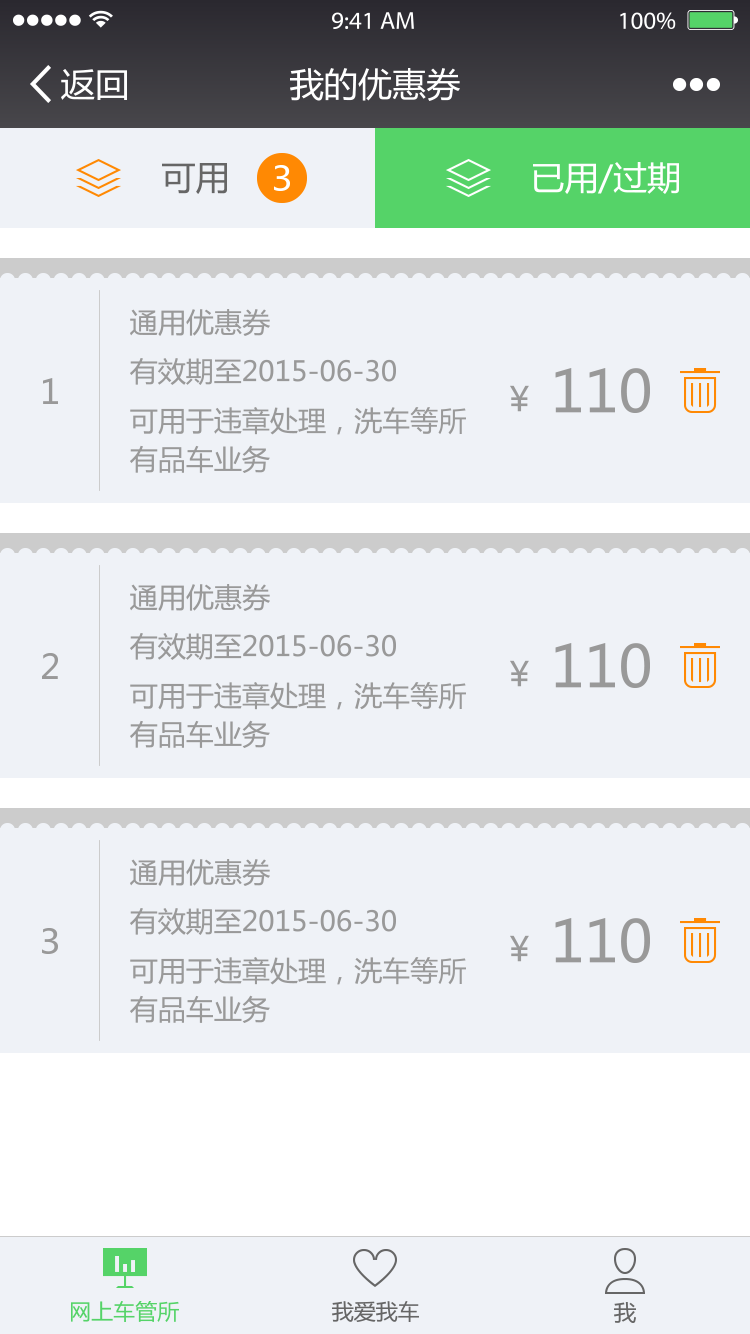 9:41 AM 100%
返回 我的优惠券
可用 3 已用/过期
通用优惠券
有效期至2015-06-30
1 ¥ 110
可用于违章处理，洗车等所
有品车业务
通用优惠券
有效期至2015-06-30
2 ¥ 110
可用于违章处理，洗车等所
有品车业务
通用优惠券
有效期至2015-06-30
3 ¥ 110
可用于违章处理，洗车等所
有品车业务
网上车管所 我爱我车 我